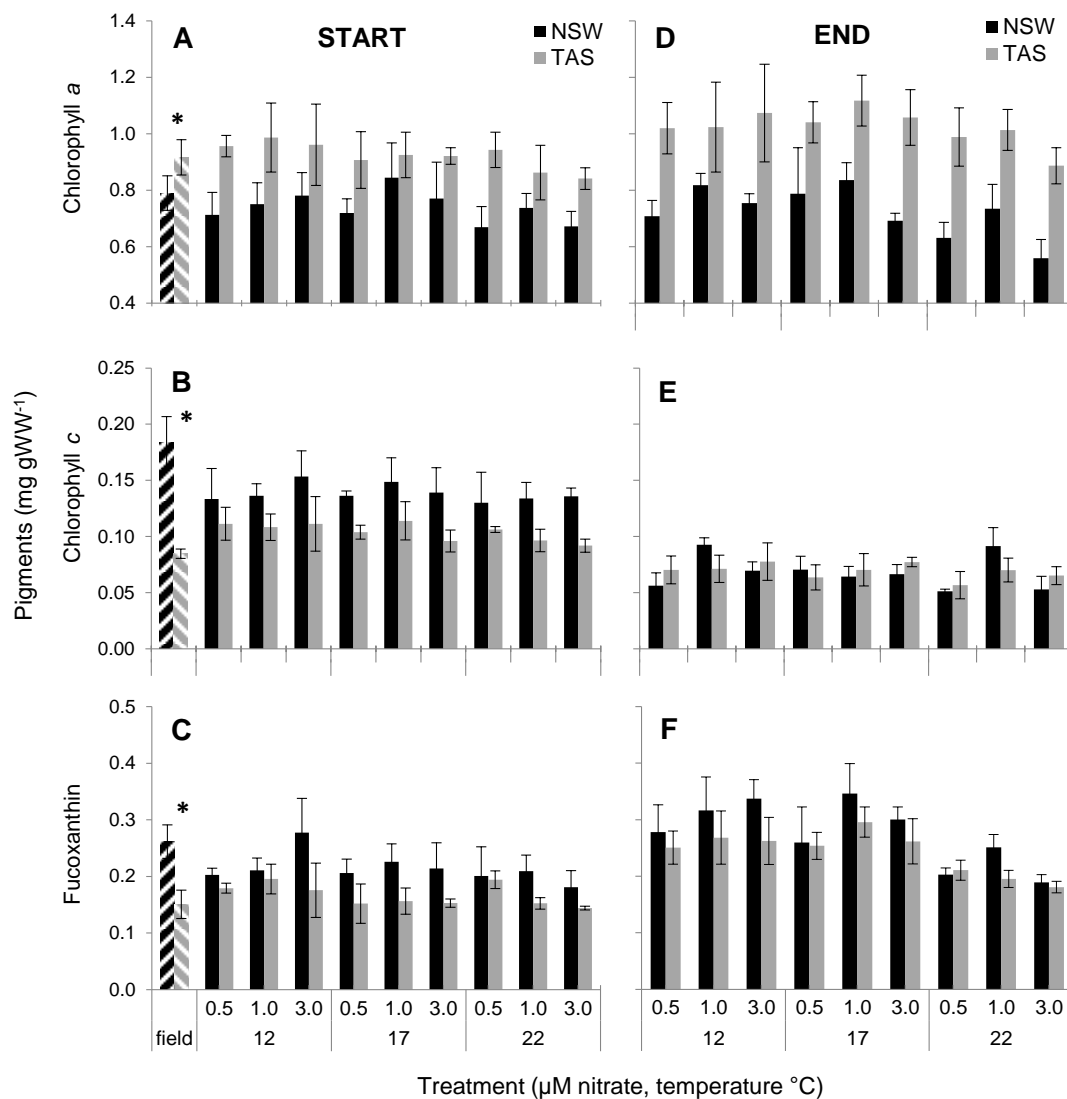 A START NSW TAS
D END NSW TAS
Chlorophyll a
1.4
1.2
1.0
0.8
0.6
0.4
*
B
E
Pigments (mg gWW-1)
Chlorophyll c
0.25
0.20
0.15
0.10
0.05
0.00
*
C
F
Fucoxanthin
0.5
0.4
0.3
0.2
0.1
0.0
*
0.5 1.0 3.0 0.5 1.0 3.0 0.5 1.0 3.0
field 12 17 22
0.5 1.0 3.0 0.5 1.0 3.0 0.5 1.0 3.0
12 17 22
Treatment (µM nitrate, temperature °C)